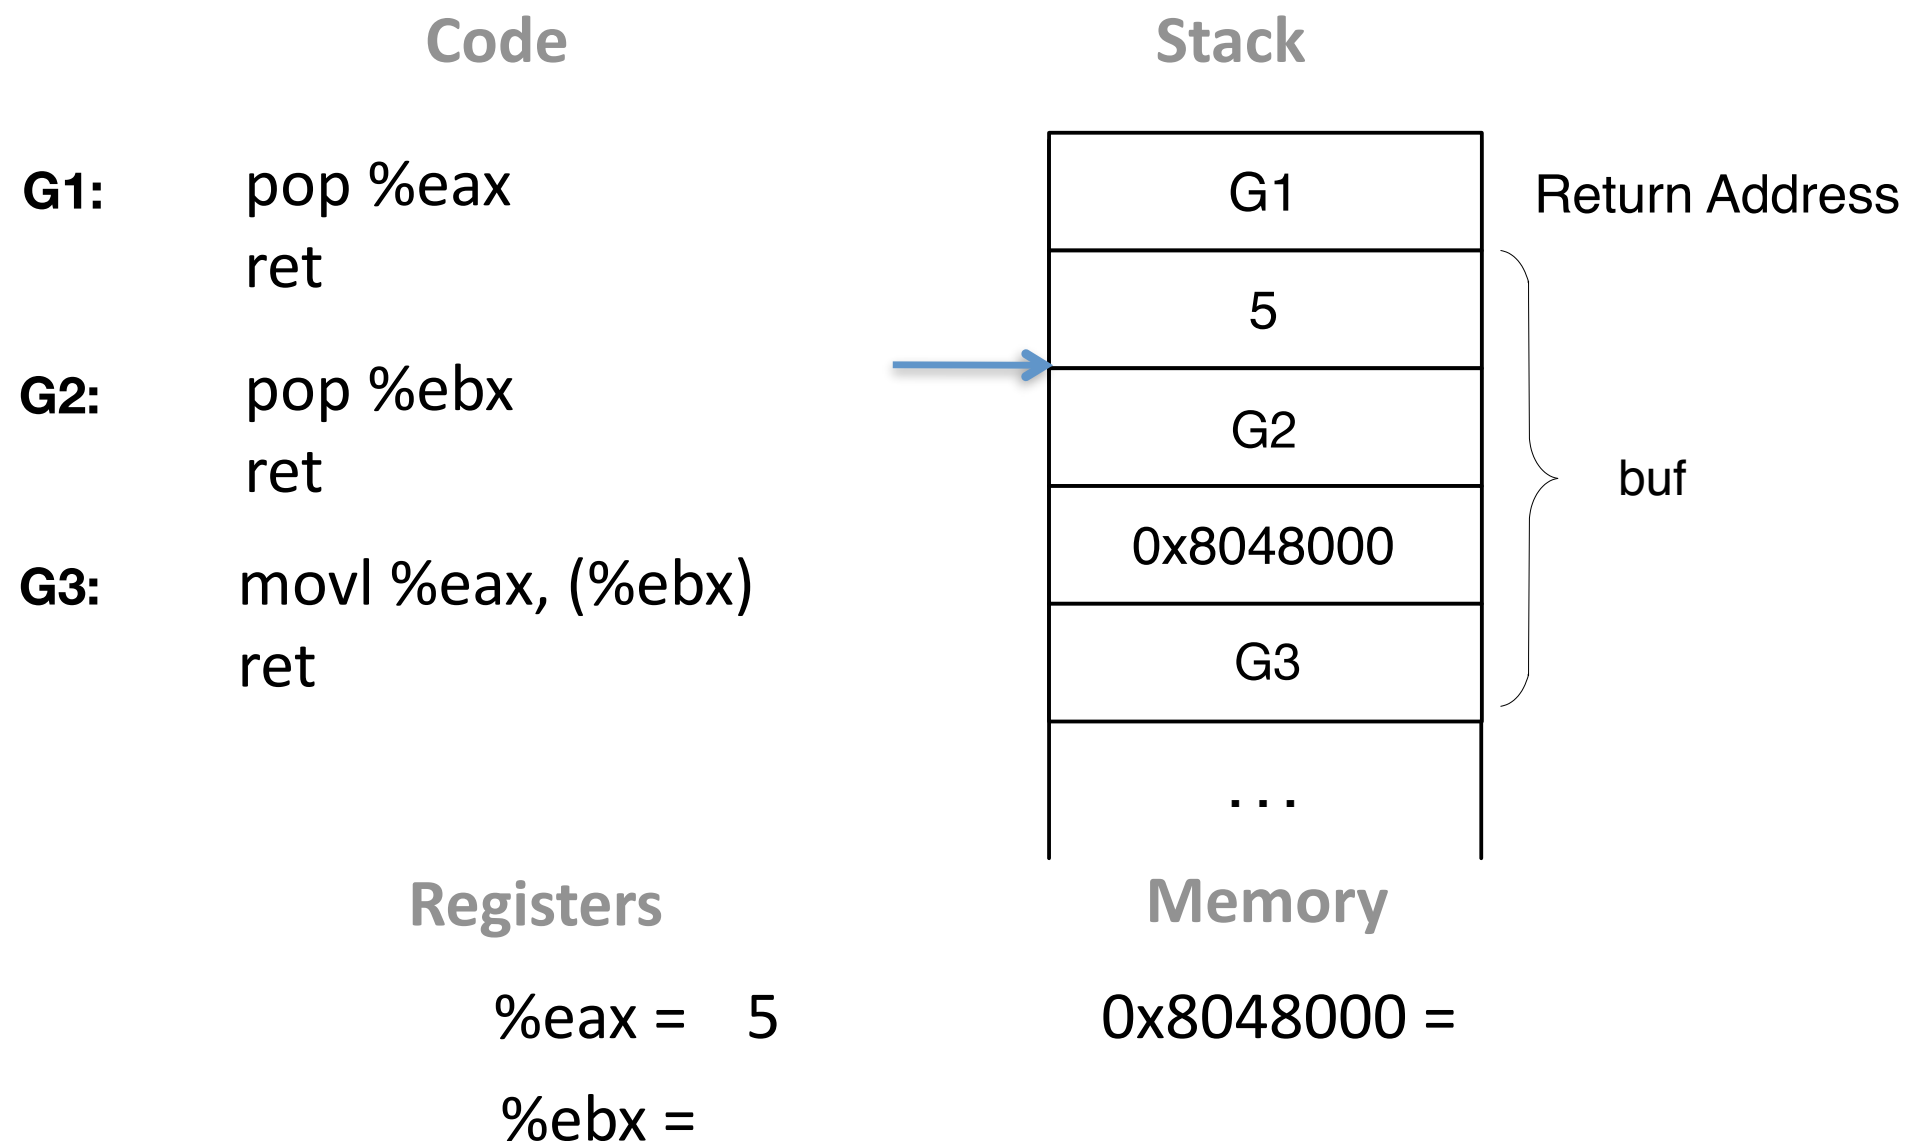 Code
G1: pop %eax
ret
G2: pop %ebx
ret
G3: movl %eax, (%ebx)
ret
Stack
G1 Return Address
5
G2
buf
0x8048000
G3
...
Registers
%eax = 5
%ebx =
Memory
0x8048000 =